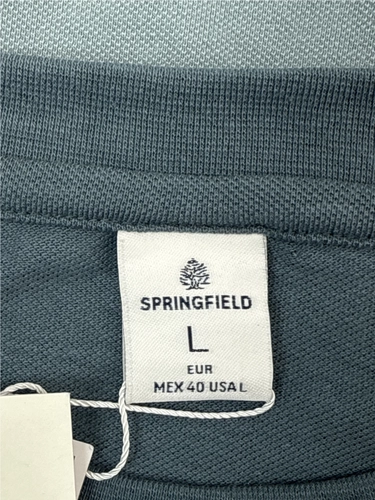 SPRINGFIELD
L
EUR
MEX 40 USA L